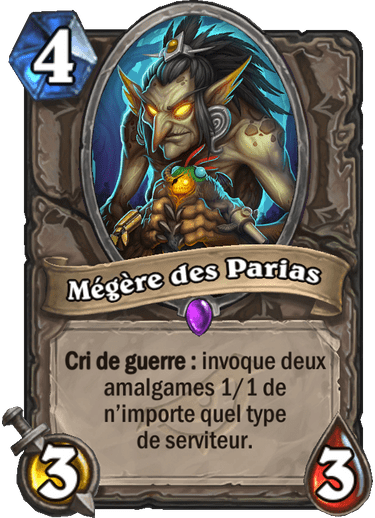 4
Mégère des Parias
Cri de guerre : invoque deux
amalgames 1/1 de
n’importe quel type
de serviteur.
3
3